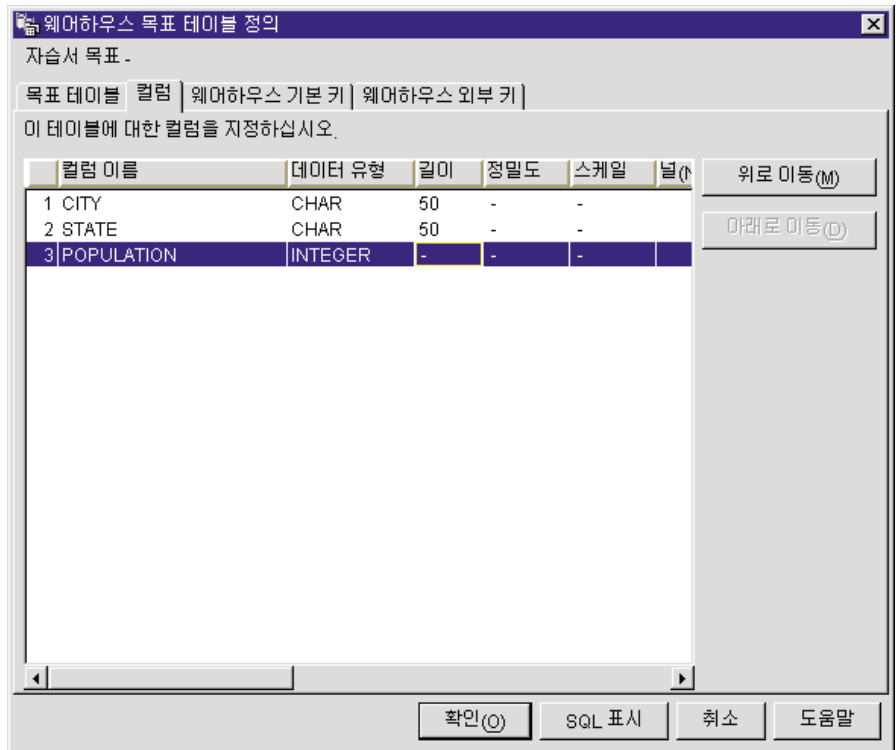 웨어하우스 목표 테이블 정의
자습서 목표 -
목표 테이블 컬럼 웨어하우스 기본 키 웨어하우스 외부 키
이 테이블에 대한 컬럼을 지정하십시오.
컬럼 이름 데이터 유형 길이 정밀도 스케일 널(N
위로 이동(M)
1 CITY CHAR 50 - -
2 STATE CHAR 50 - -
아래로 이동(D)
3 POPULATION INTEGER - - -
확인(O) SQL 표시 취소 도움말